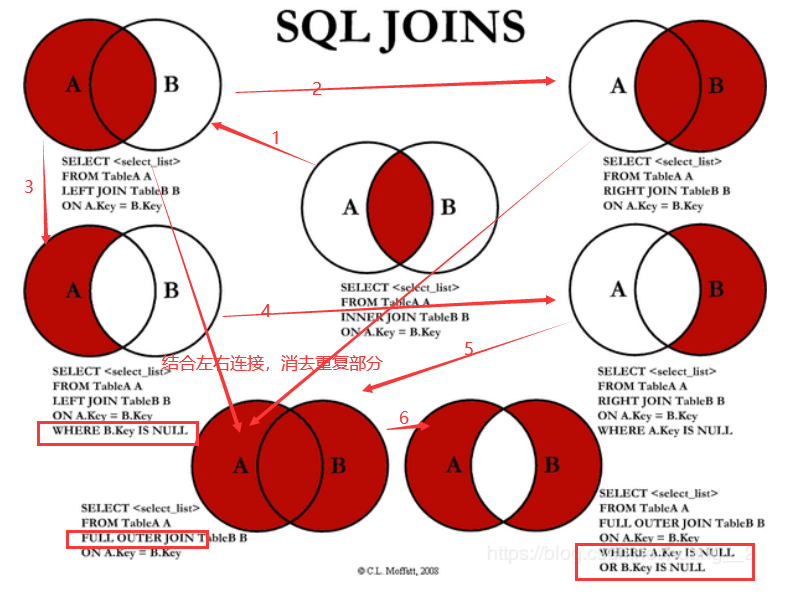 SQL JOINS
A B
SELECT <select_list>
FROM TableA A
LEFT JOIN TableB B
ON A.Key = B.Key
2
A B
SELECT <select_list>
FROM TableA A
RIGHT JOIN TableB B
ON A.Key = B.Key
1
A B
SELECT <select_list>
FROM TableA A
INNER JOIN TableB B
ON A.Key = B.Key
3
A B
SELECT <select_list>
FROM TableA A
LEFT JOIN TableB B
ON A.Key = B.Key
WHERE B.Key IS NULL
4
A B
SELECT <select_list>
FROM TableA A
RIGHT JOIN TableB B
ON A.Key = B.Key
WHERE A.Key IS NULL
5
结合左右连接，消去重复部分
A B
SELECT <select_list>
FROM TableA A
FULL OUTER JOIN TableB B
ON A.Key = B.Key
6
A B
SELECT <select_list>
FROM TableA A
FULL OUTER JOIN TableB B
ON A.Key = B.Key
WHERE A.Key IS NULL
OR B.Key IS NULL
© C.L. Moffatt, 2008